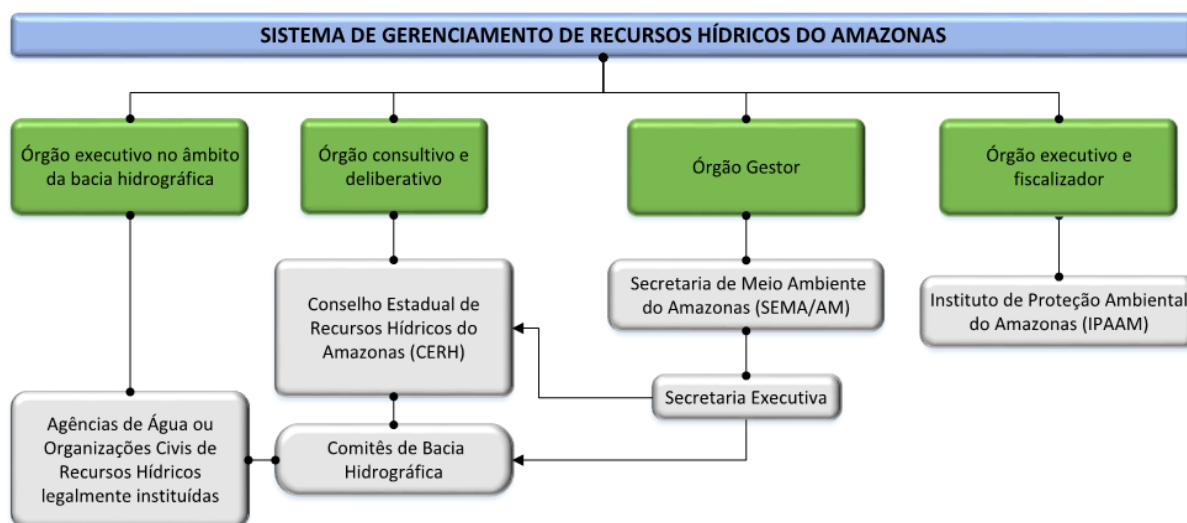 SISTEMA DE GERENCIAMENTO DE RECURSOS HÍDRICOS DO AMAZONAS
Órgão executivo no âmbito
da bacia hidrográfica
Órgão consultivo e
deliberativo
Órgão Gestor
Órgão executivo e
fiscalizador
Conselho Estadual de
Recursos Hídricos do
Amazonas (CERH)
Secretaria de Meio Ambiente
do Amazonas (SEMA/AM)
Instituto de Proteção Ambiental
do Amazonas (IPAAM)
Secretaria Executiva
Agências de Água ou
Organizações Civis de
Recursos Hídricos
legalmente instituídas
Comitês de Bacia
Hidrográfica